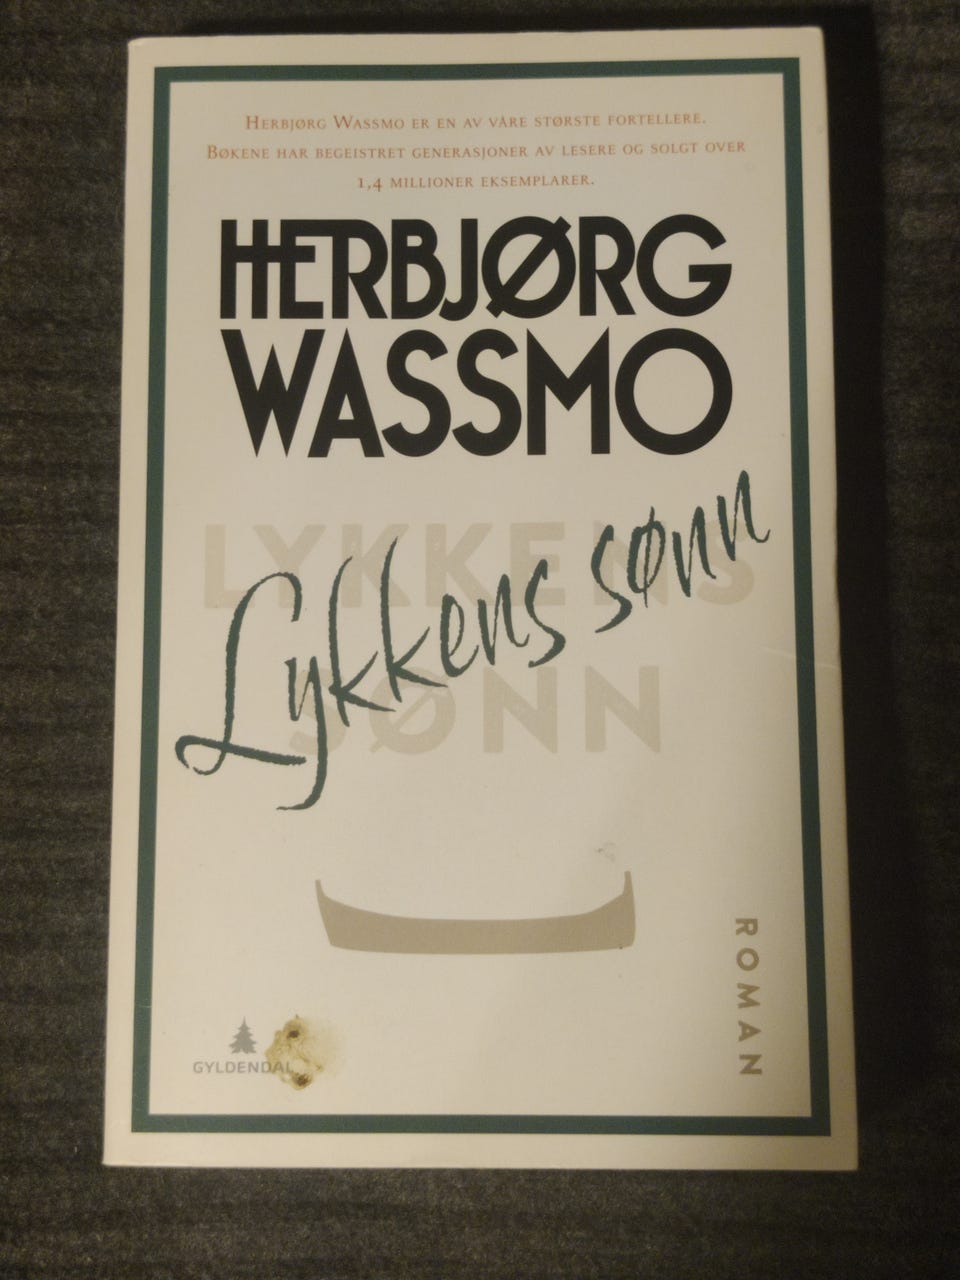 Herbjørg Wassmo er en av våre største fortellere.
Bøkene har begeistret generasjoner av lesere og solgt over
1,4 millioner eksemplarer.
HERBJØRG
WASSMO
LYKKENS
SØNN
Lykkens sønn
ROMAN
GYLDENDAL